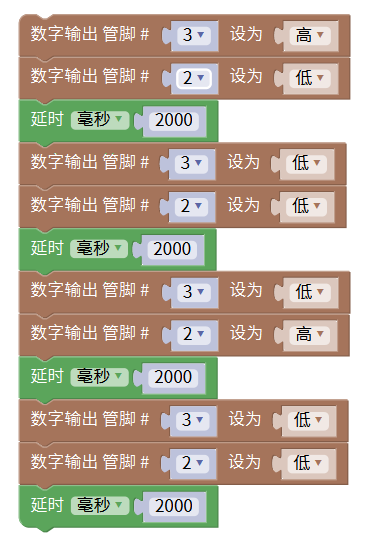 数字输出 管脚 # 3 设为 高
数字输出 管脚 # 2 设为 低
延时 毫秒 2000
数字输出 管脚 # 3 设为 低
数字输出 管脚 # 2 设为 低
延时 毫秒 2000
数字输出 管脚 # 3 设为 低
数字输出 管脚 # 2 设为 高
延时 毫秒 2000
数字输出 管脚 # 3 设为 低
数字输出 管脚 # 2 设为 低
延时 毫秒 2000